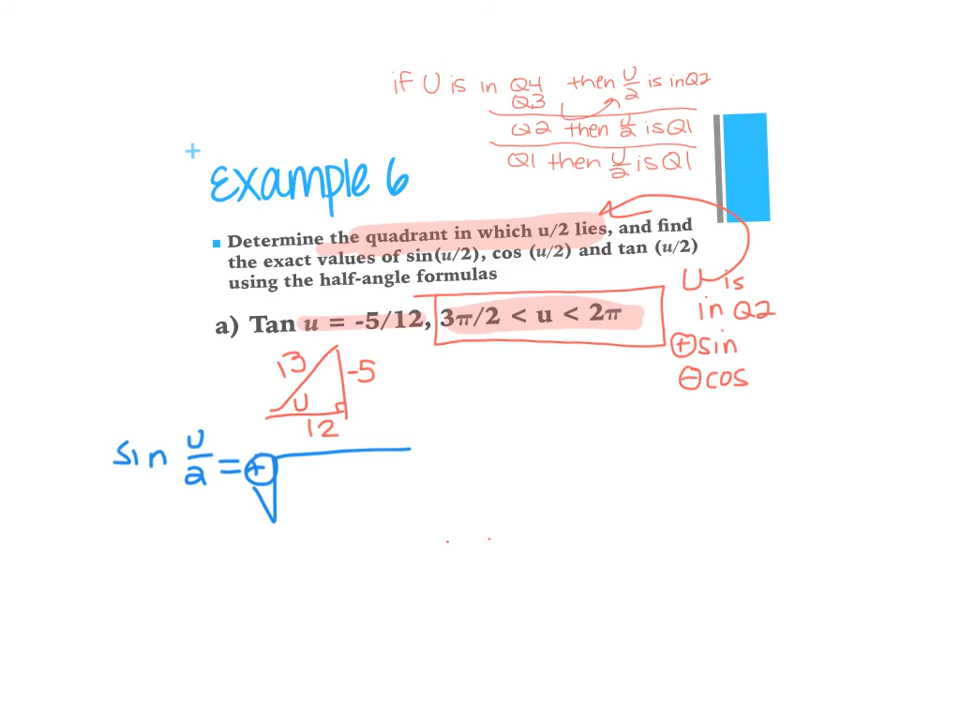 if U is in Q4 then U/2 is in Q2
Q3
Q2 then U/2 is Q1
Q1 then U/2 is Q1
+
Example 6
▪ Determine the quadrant in which u/2 lies, and find
the exact values of sin(u/2), cos (u/2) and tan (u/2)
using the half-angle formulas
U is
in Q2
a) Tan u = -5/12, 3π/2 < u < 2π
⊕ sin
⊖ cos
13 -5
U
12
sin U/2 = ⊕√